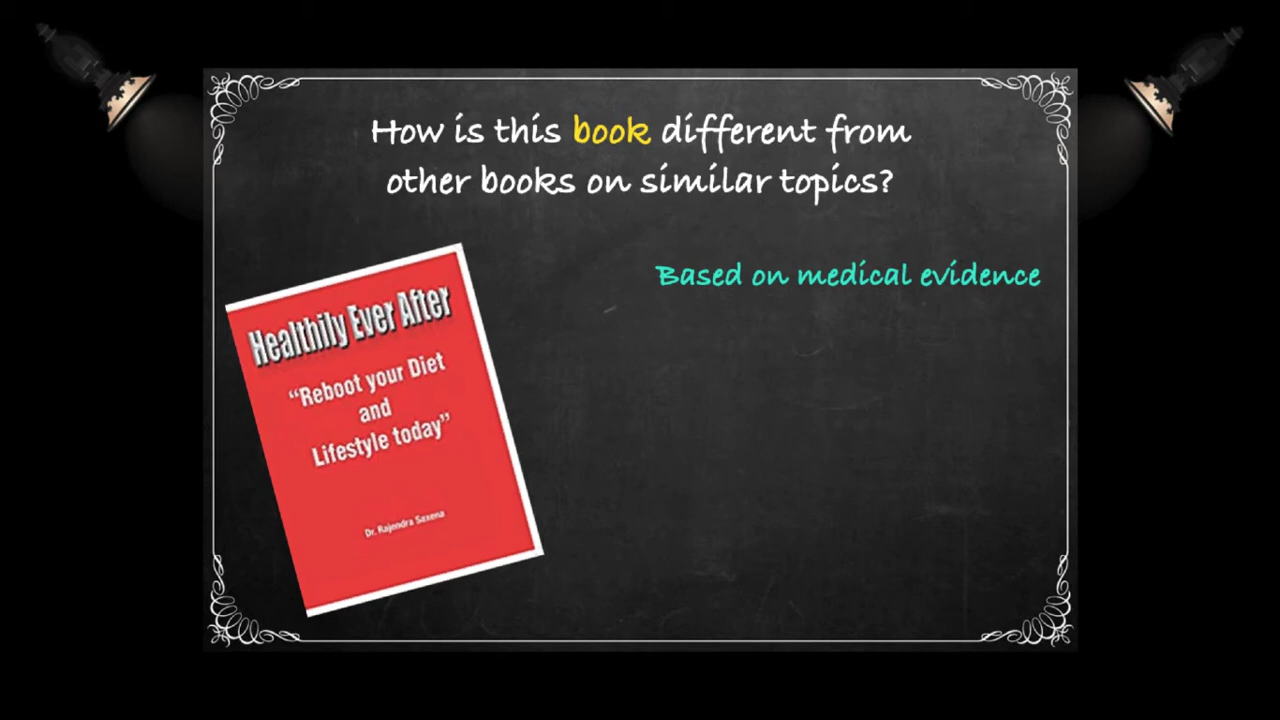 How is this book different from
other books on similar topics?
Based on medical evidence
Healthily Ever After
“Reboot your Diet
and
Lifestyle today”
Dr. Rajendra Saxena